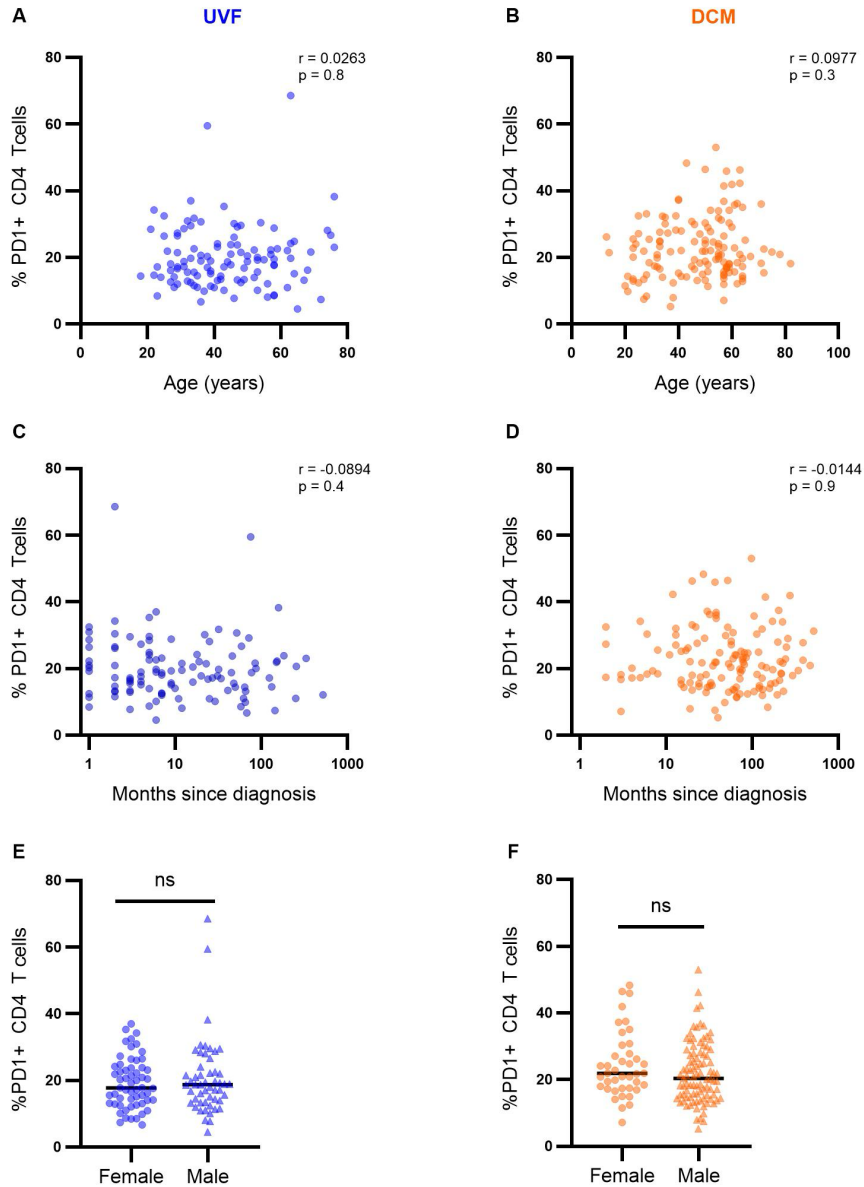 A
UVF
B
DCM
r = 0.0263
p = 0.8
80
60
40
20
0
% PD1+ CD4 Tcells
0 20 40 60 80
Age (years)
r = 0.0977
p = 0.3
80
60
40
20
0
% PD1+ CD4 Tcells
0 20 40 60 80 100
Age (years)
C
r = -0.0894
p = 0.4
80
60
40
20
0
% PD1+ CD4 Tcells
1 10 100 1000
Months since diagnosis
D
r = -0.0144
p = 0.9
80
60
40
20
0
% PD1+ CD4 Tcells
1 10 100 1000
Months since diagnosis
E
ns
80
60
40
20
0
%PD1+ CD4 T cells
Female Male
F
ns
80
60
40
20
0
%PD1+ CD4 T cells
Female Male